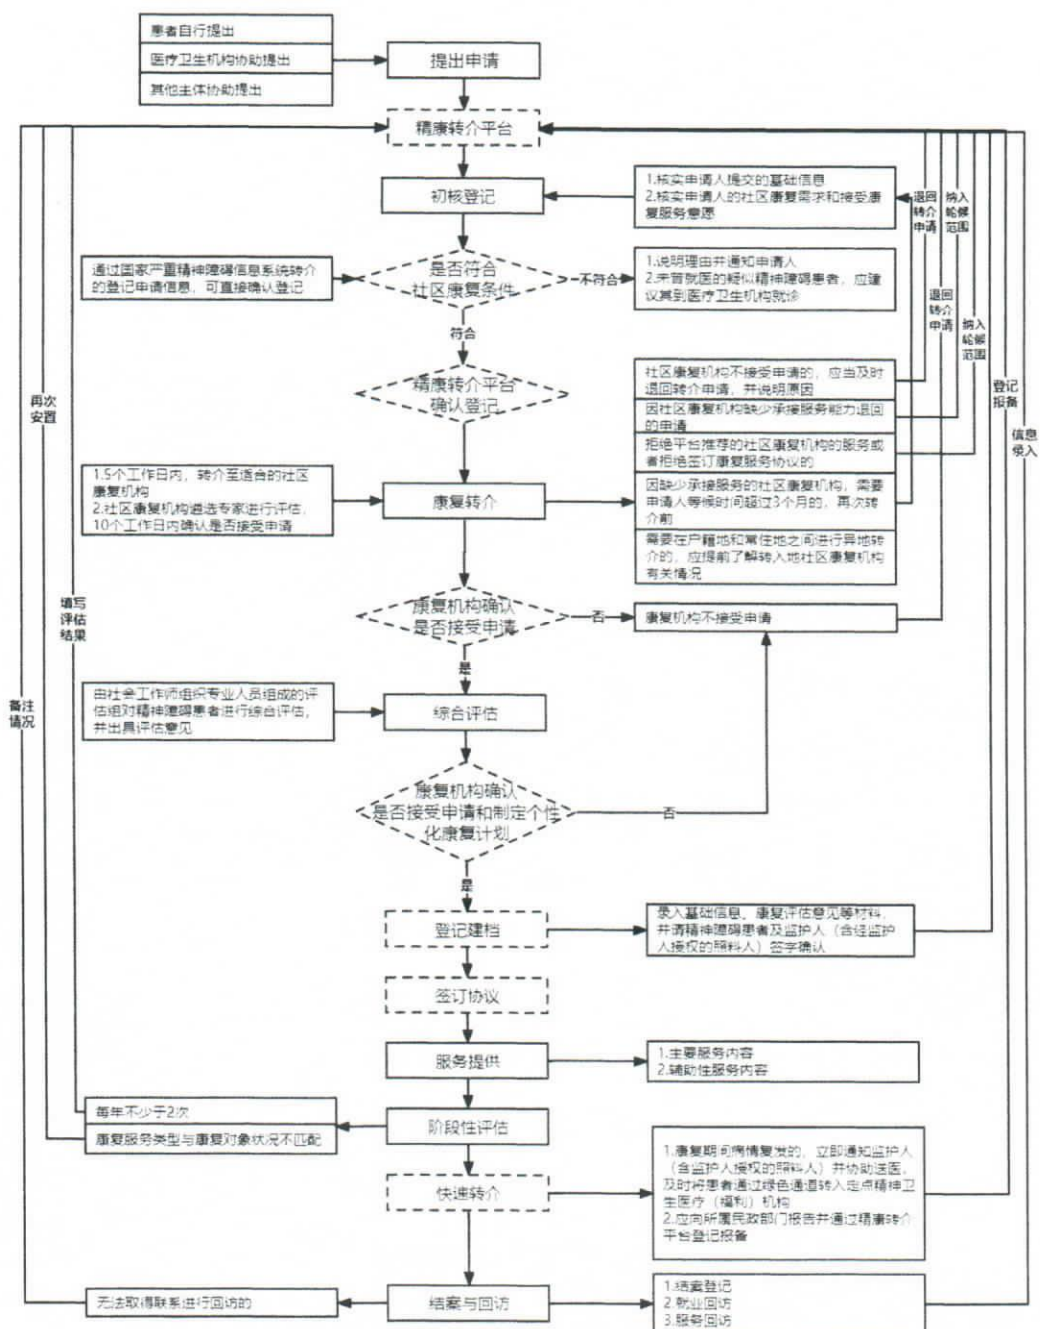 患者自行提出
医疗卫生机构协助提出
其他主体协助提出
提出申请
精康转介平台
初核登记
1.核实申请人提交的基础信息
2.核实申请人的社区康复需求和接受康
复服务意愿
退回
转介
申请
纳入
轮候
范围
通过国家严重精神障碍信息系统转介
的登记申请信息，可直接确认登记
是否符合
社区康复条件
不符合
1.说明理由并通知申请人
2.未曾就医的疑似精神障碍患者，应建
议其到医疗卫生机构就诊
退回
转介
申请
纳入
轮候
范围
符合
精康转介平台
确认登记
社区康复机构不接受申请的，应当及时
退回转介申请，并说明原因
因社区康复机构缺少承接服务能力退回
的申请
拒绝平台推荐的社区康复机构的服务或
者拒绝签订康复服务协议的
因缺少承接服务的社区康复机构，需要
申请人等候时间超过3个月的，再次转
介前
需要在户籍地和常住地之间进行异地转
介的，应提前了解转入地社区康复机构
有关情况
登记
报备
信息
录入
再次
安置
1.5个工作日内，转介至适合的社区
康复机构
2.社区康复机构遴选专家进行评估，
10个工作日内确认是否接受申请
康复转介
填写
评估
结果
康复机构确认
是否接受申请
否
康复机构不接受申请
是
备注
情况
由社会工作师组织专业人员组成的评
估组对精神障碍患者进行综合评估，
并出具评估意见
综合评估
康复机构确认
是否接受申请和制定个性
化康复计划
否
是
登记建档
录入基础信息、康复评估意见等材料，
并请精神障碍患者及监护人（含经监护
人授权的照料人）签字确认
签订协议
服务提供
1.主要服务内容
2.辅助性服务内容
每年不少于2次
康复服务类型与康复对象状况不匹配
阶段性评估
快速转介
1.康复期间病情复发的，立即通知监护人
（含监护人授权的照料人）并协助送医，
及时将患者通过绿色通道转入定点精神卫
生医疗（福利）机构
2.应向所属民政部门报告并通过精康转介
平台登记报备
无法取得联系进行回访的
结案与回访
1.结案登记
2.就业回访
3.服务回访